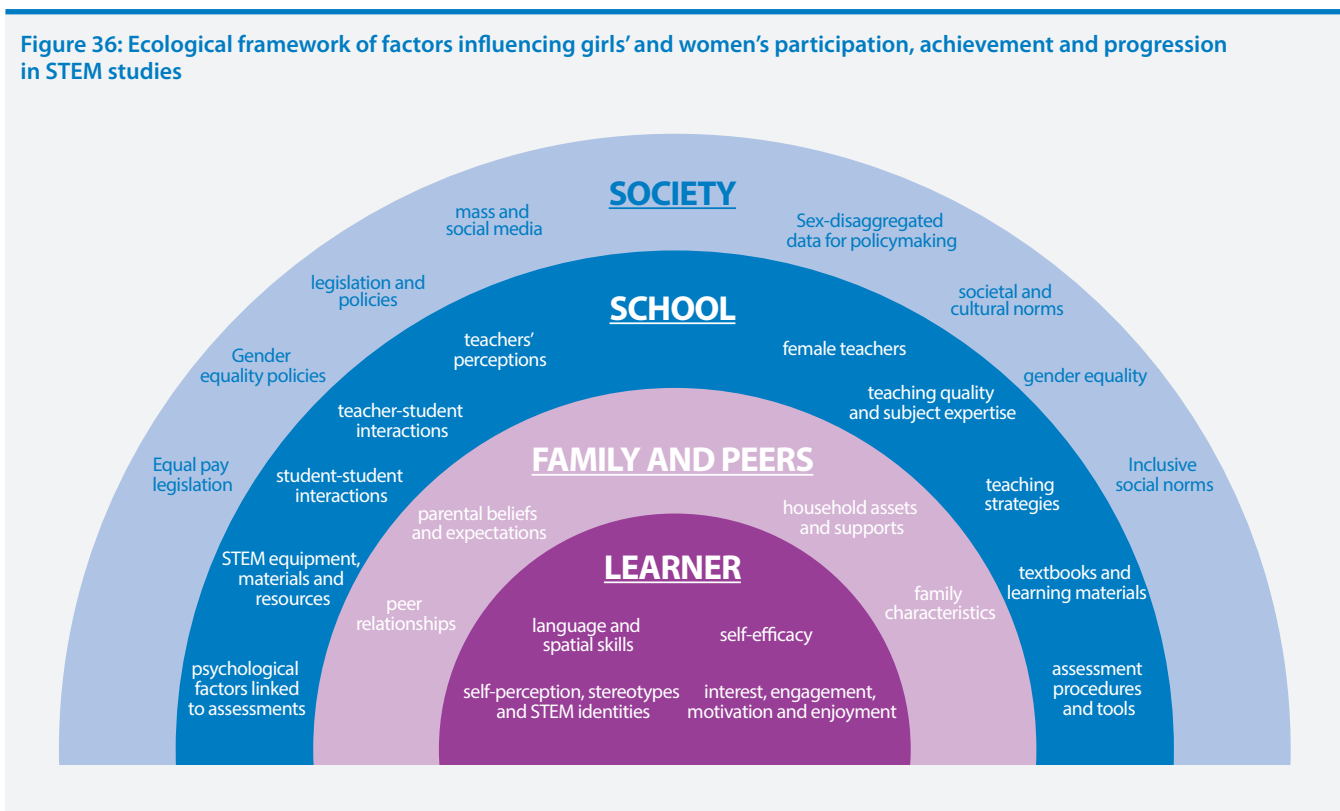 Figure 36: Ecological framework of factors influencing girls’ and women’s participation, achievement and progression
in STEM studies
SOCIETY
mass and
social media
Sex-disaggregated
data for policymaking
legislation and
policies
societal and
cultural norms
Gender
equality policies
gender equality
Equal pay
legislation
Inclusive
social norms
SCHOOL
teachers’
perceptions
female teachers
teacher-student
interactions
teaching quality
and subject expertise
student-student
interactions
teaching
strategies
STEM equipment,
materials and
resources
textbooks and
learning materials
psychological
factors linked
to assessments
assessment
procedures
and tools
FAMILY AND PEERS
parental beliefs
and expectations
household assets
and supports
peer
relationships
family
characteristics
LEARNER
language and
spatial skills
self-efficacy
self-perception, stereotypes
and STEM identities
interest, engagement,
motivation and enjoyment